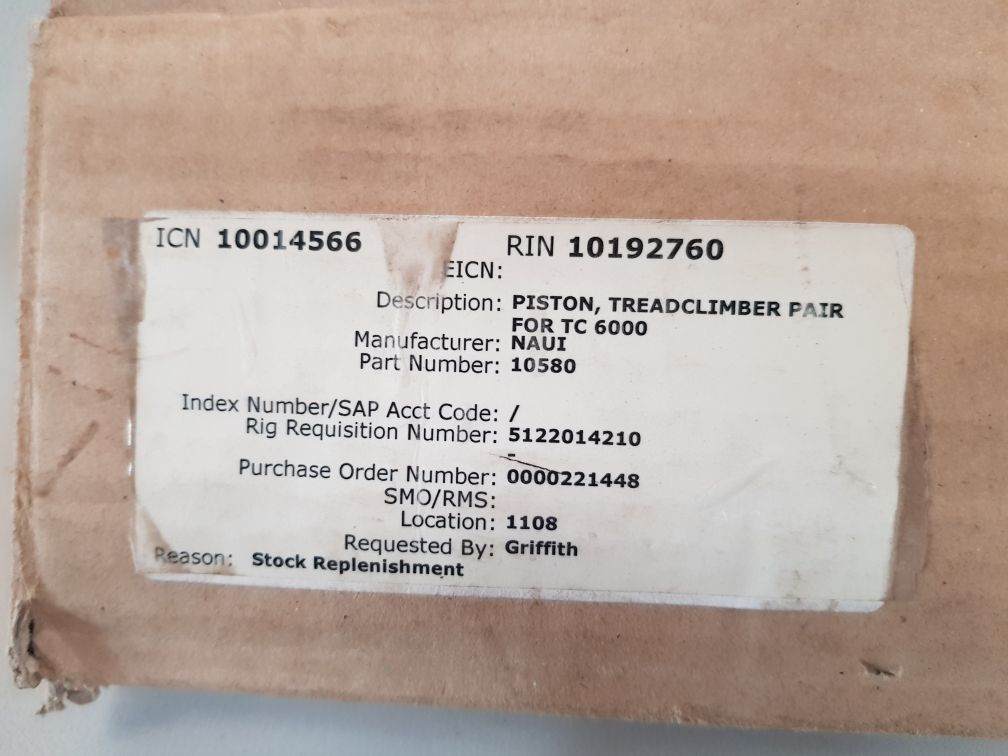 ICN 10014566 RIN 10192760
EICN:
Description: PISTON, TREADCLIMBER PAIR
FOR TC 6000
Manufacturer: NAUI
Part Number: 10580
Index Number/SAP Acct Code: /
Rig Requisition Number: 5122014210
-
Purchase Order Number: 0000221448
SMO/RMS:
Location: 1108
Requested By: Griffith
Reason: Stock Replenishment